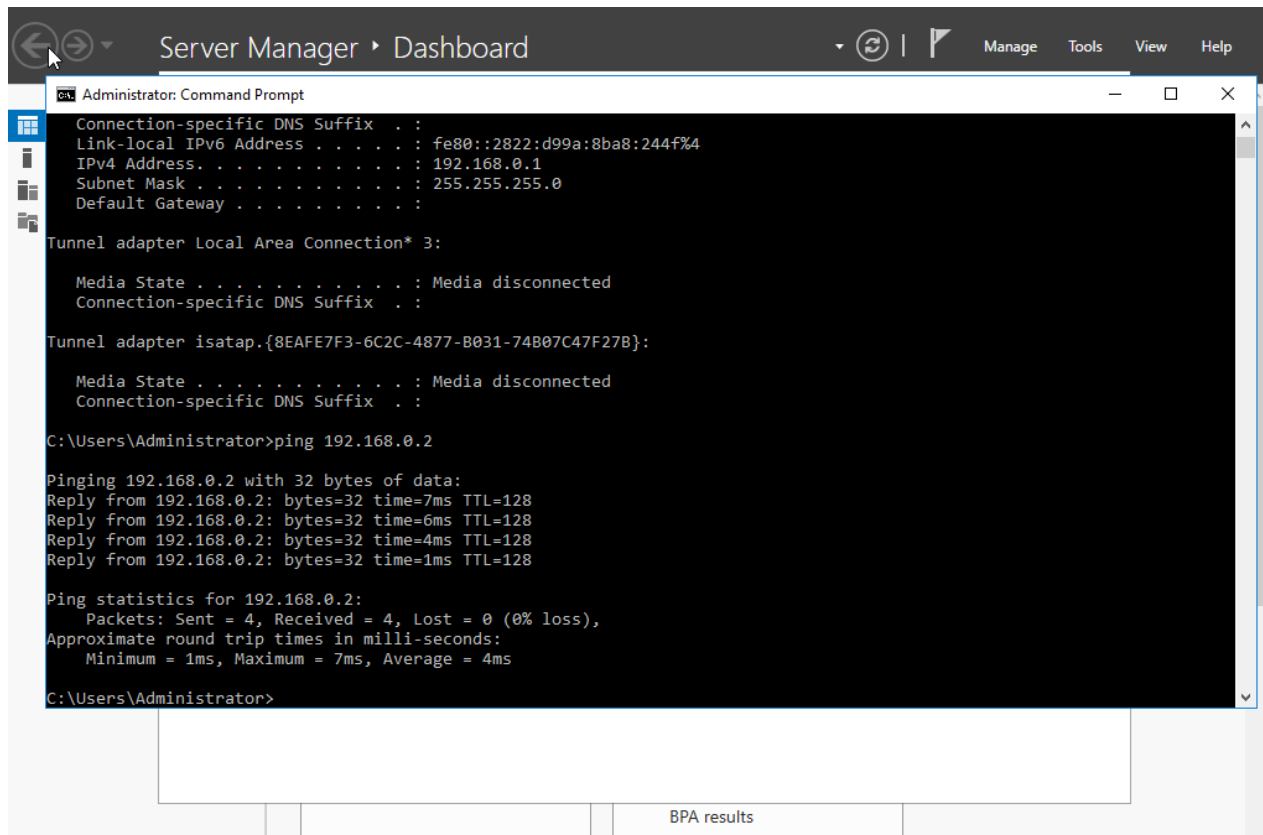 Server Manager ‣ Dashboard
Manage Tools View Help
Administrator: Command Prompt
Connection-specific DNS Suffix . :
Link-local IPv6 Address . . . . . : fe80::2822:d99a:8ba8:244f%4
IPv4 Address. . . . . . . . . . . : 192.168.0.1
Subnet Mask . . . . . . . . . . . : 255.255.255.0
Default Gateway . . . . . . . . . :
Tunnel adapter Local Area Connection* 3:
Media State . . . . . . . . . . . : Media disconnected
Connection-specific DNS Suffix . :
Tunnel adapter isatap.{8EAFE7F3-6C2C-4877-B031-74B07C47F27B}:
Media State . . . . . . . . . . . : Media disconnected
Connection-specific DNS Suffix . :
C:\Users\Administrator>ping 192.168.0.2
Pinging 192.168.0.2 with 32 bytes of data:
Reply from 192.168.0.2: bytes=32 time=7ms TTL=128
Reply from 192.168.0.2: bytes=32 time=6ms TTL=128
Reply from 192.168.0.2: bytes=32 time=4ms TTL=128
Reply from 192.168.0.2: bytes=32 time=1ms TTL=128
Ping statistics for 192.168.0.2:
Packets: Sent = 4, Received = 4, Lost = 0 (0% loss),
Approximate round trip times in milli-seconds:
Minimum = 1ms, Maximum = 7ms, Average = 4ms
C:\Users\Administrator>
BPA results